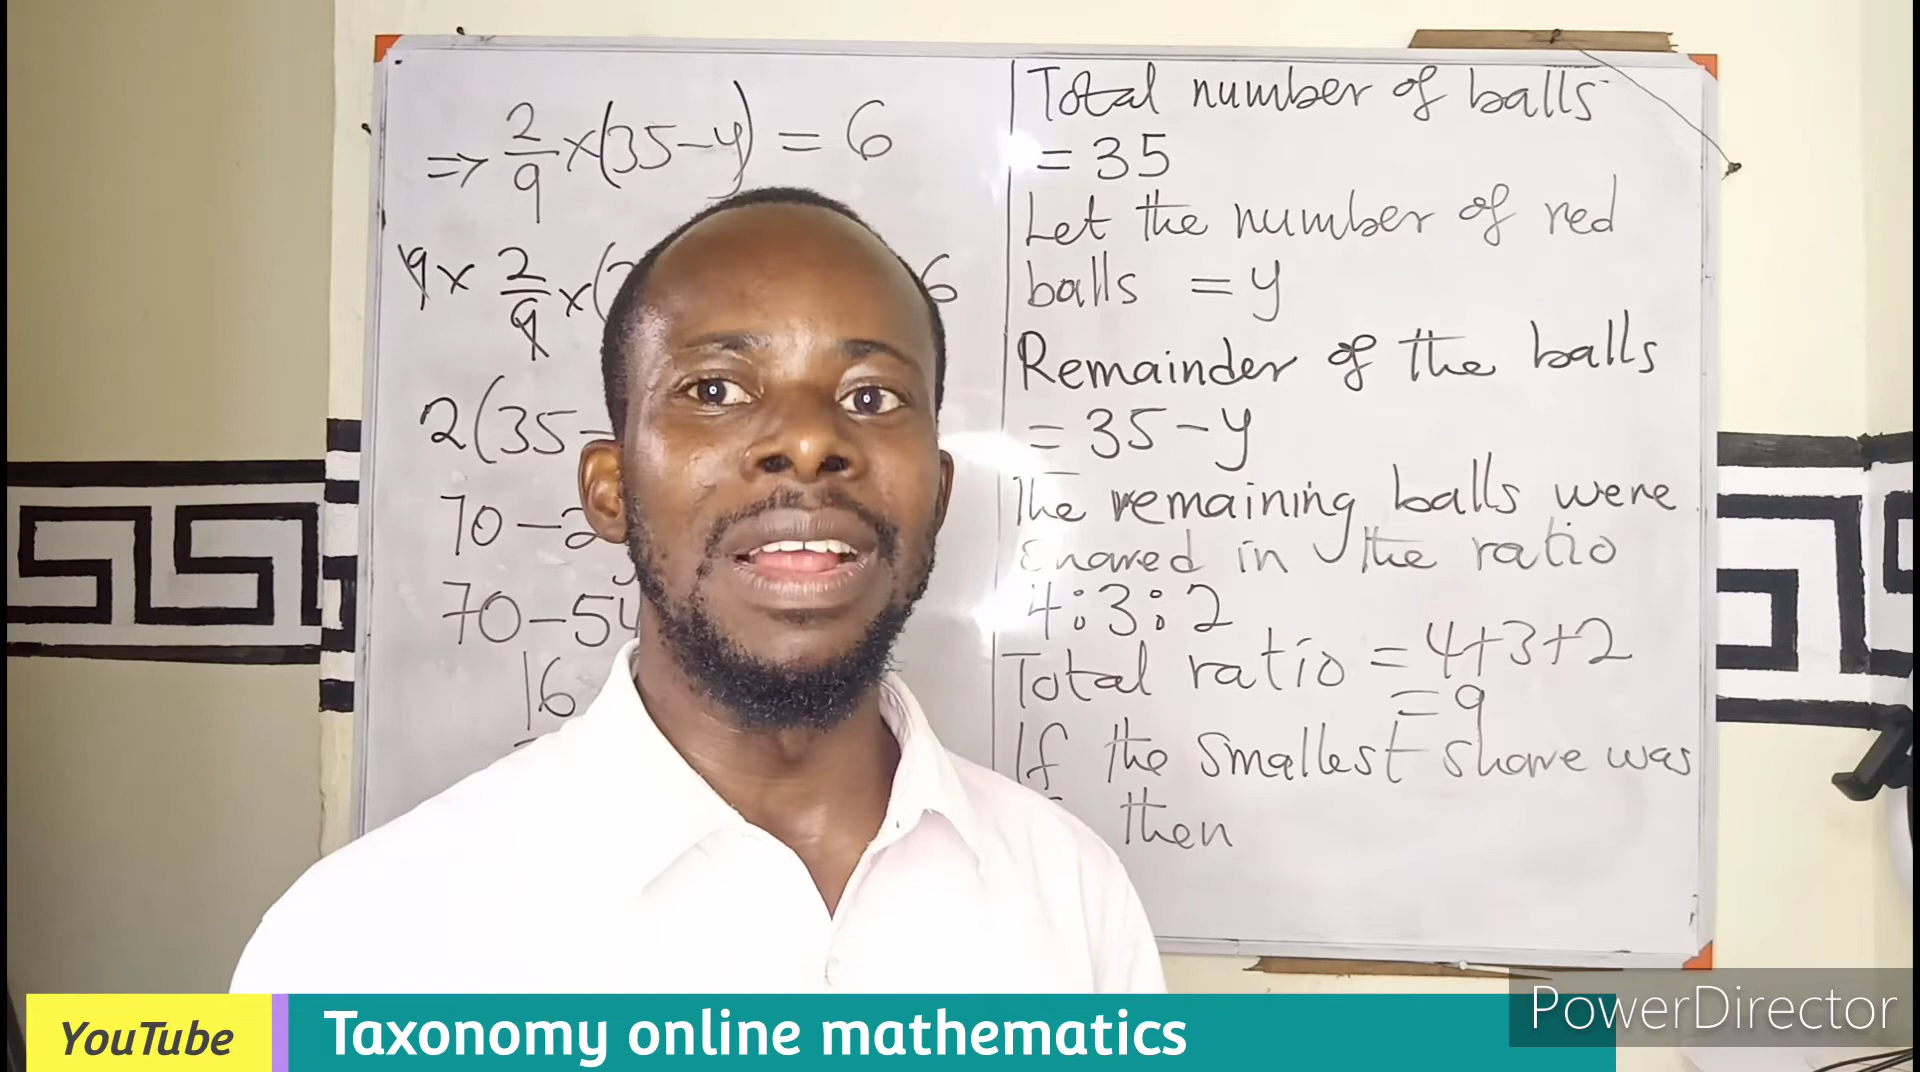 ⇒ 2/9 ×(35-y) = 6
9 × 2/9 ×( 6
2(35-
70-2
70-54
16
Total number of balls
= 35
Let the number of red
balls = y
Remainder of the balls
= 35-y
The remaining balls were
shared in the ratio
4:3:2
Total ratio = 4+3+2
= 9
If the smallest share was
then
YouTube
Taxonomy online mathematics
PowerDirector